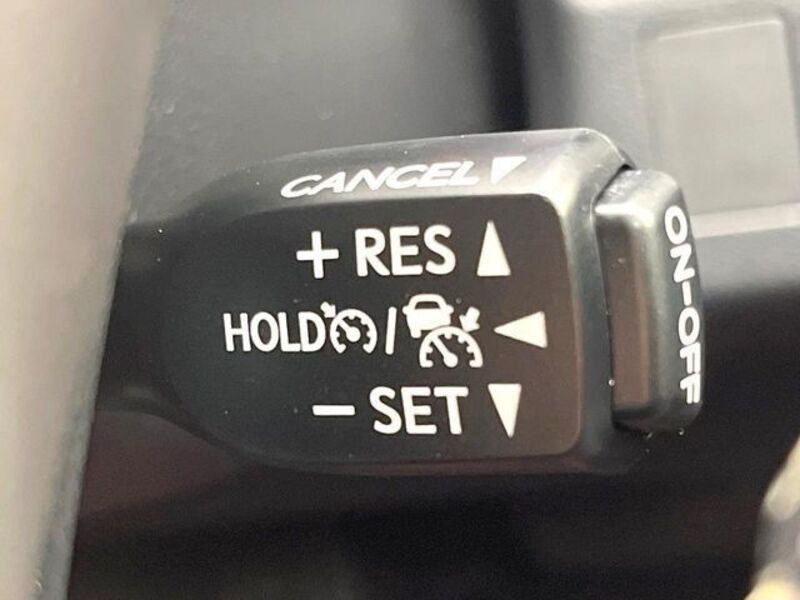 CANCEL
+ RES
HOLD /
− SET
ON-OFF